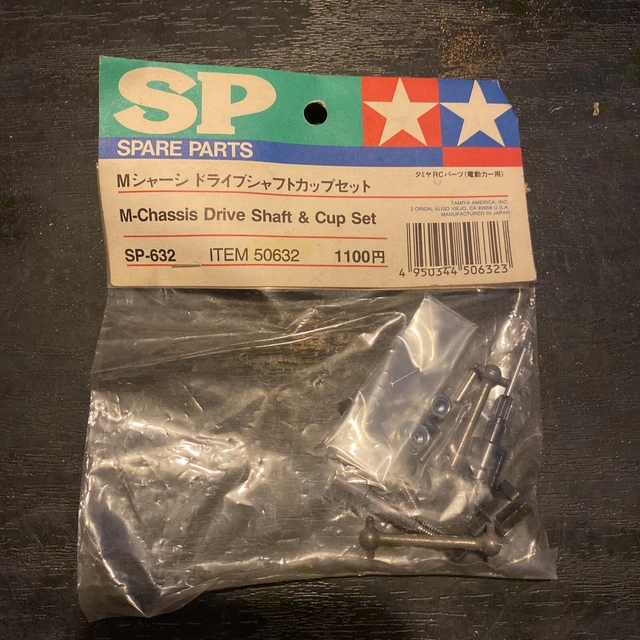 SP
SPARE PARTS
Mシャーシ ドライブシャフトカップセット
タミヤRCパーツ(電動カー用)
M-Chassis Drive Shaft & Cup Set
TAMIYA AMERICA, INC.
3 ORION, ALISO VIEJO, CA 92656 U.S.A.
MANUFACTURED IN JAPAN
SP-632 ITEM 50632 1100円
4 950344 506323